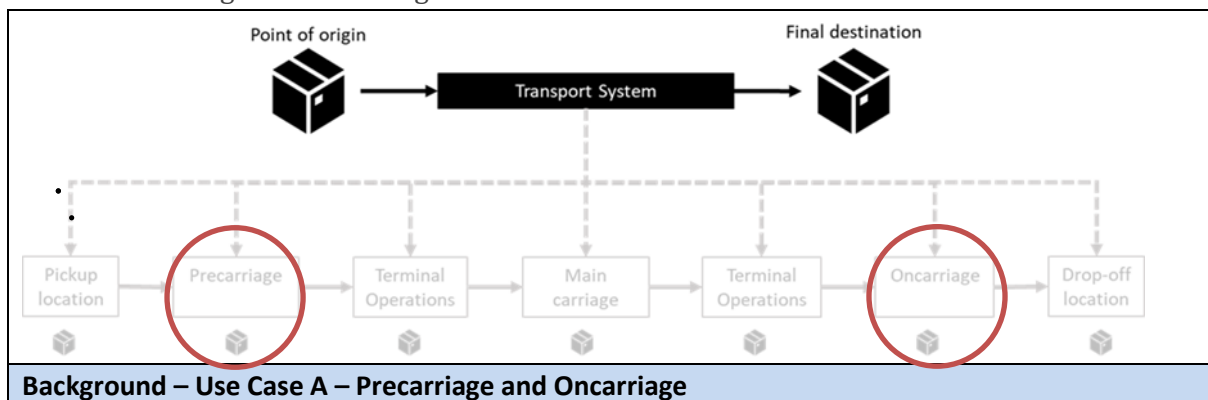 Point of origin
Final destination
Transport System
Pickup location
Precarriage
Terminal Operations
Main carriage
Terminal Operations
Oncarriage
Drop-off location
Background – Use Case A – Precarriage and Oncarriage